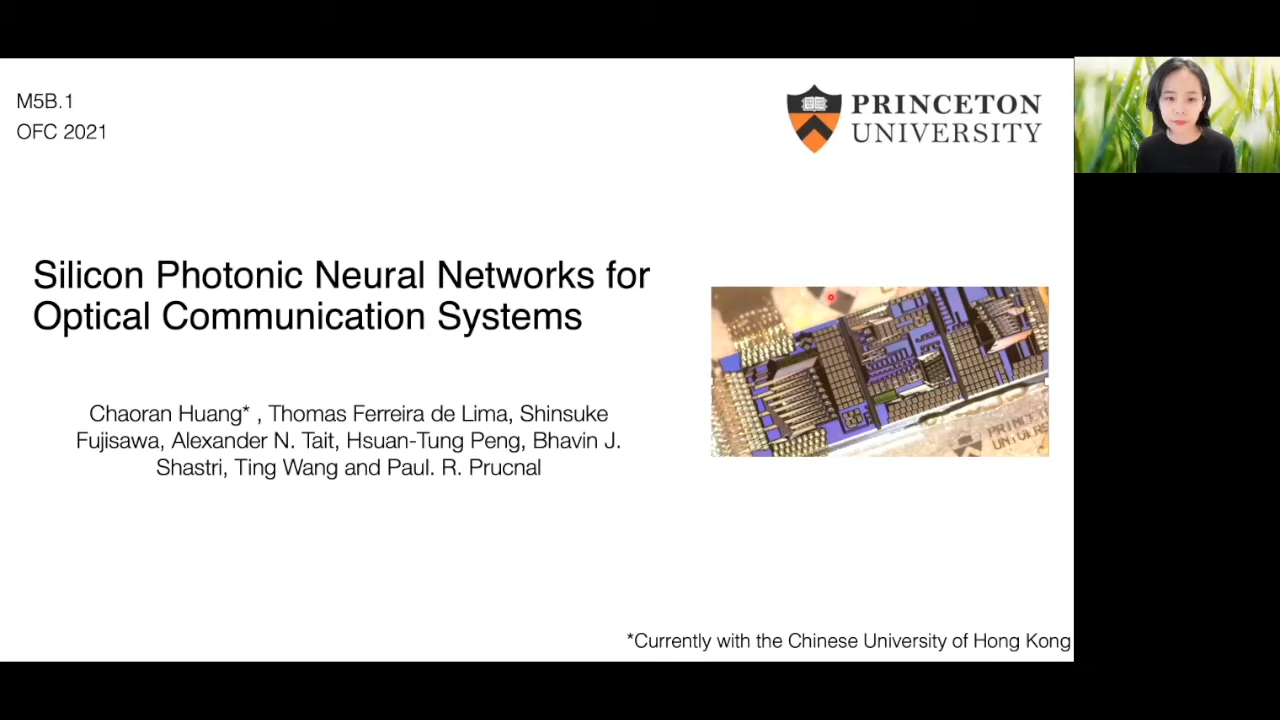 M5B.1
OFC 2021
PRINCETON
UNIVERSITY
Silicon Photonic Neural Networks for
Optical Communication Systems
Chaoran Huang* , Thomas Ferreira de Lima, Shinsuke
Fujisawa, Alexander N. Tait, Hsuan-Tung Peng, Bhavin J.
Shastri, Ting Wang and Paul. R. Prucnal
PRINCETON
UNIVERS
*Currently with the Chinese University of Hong Kong